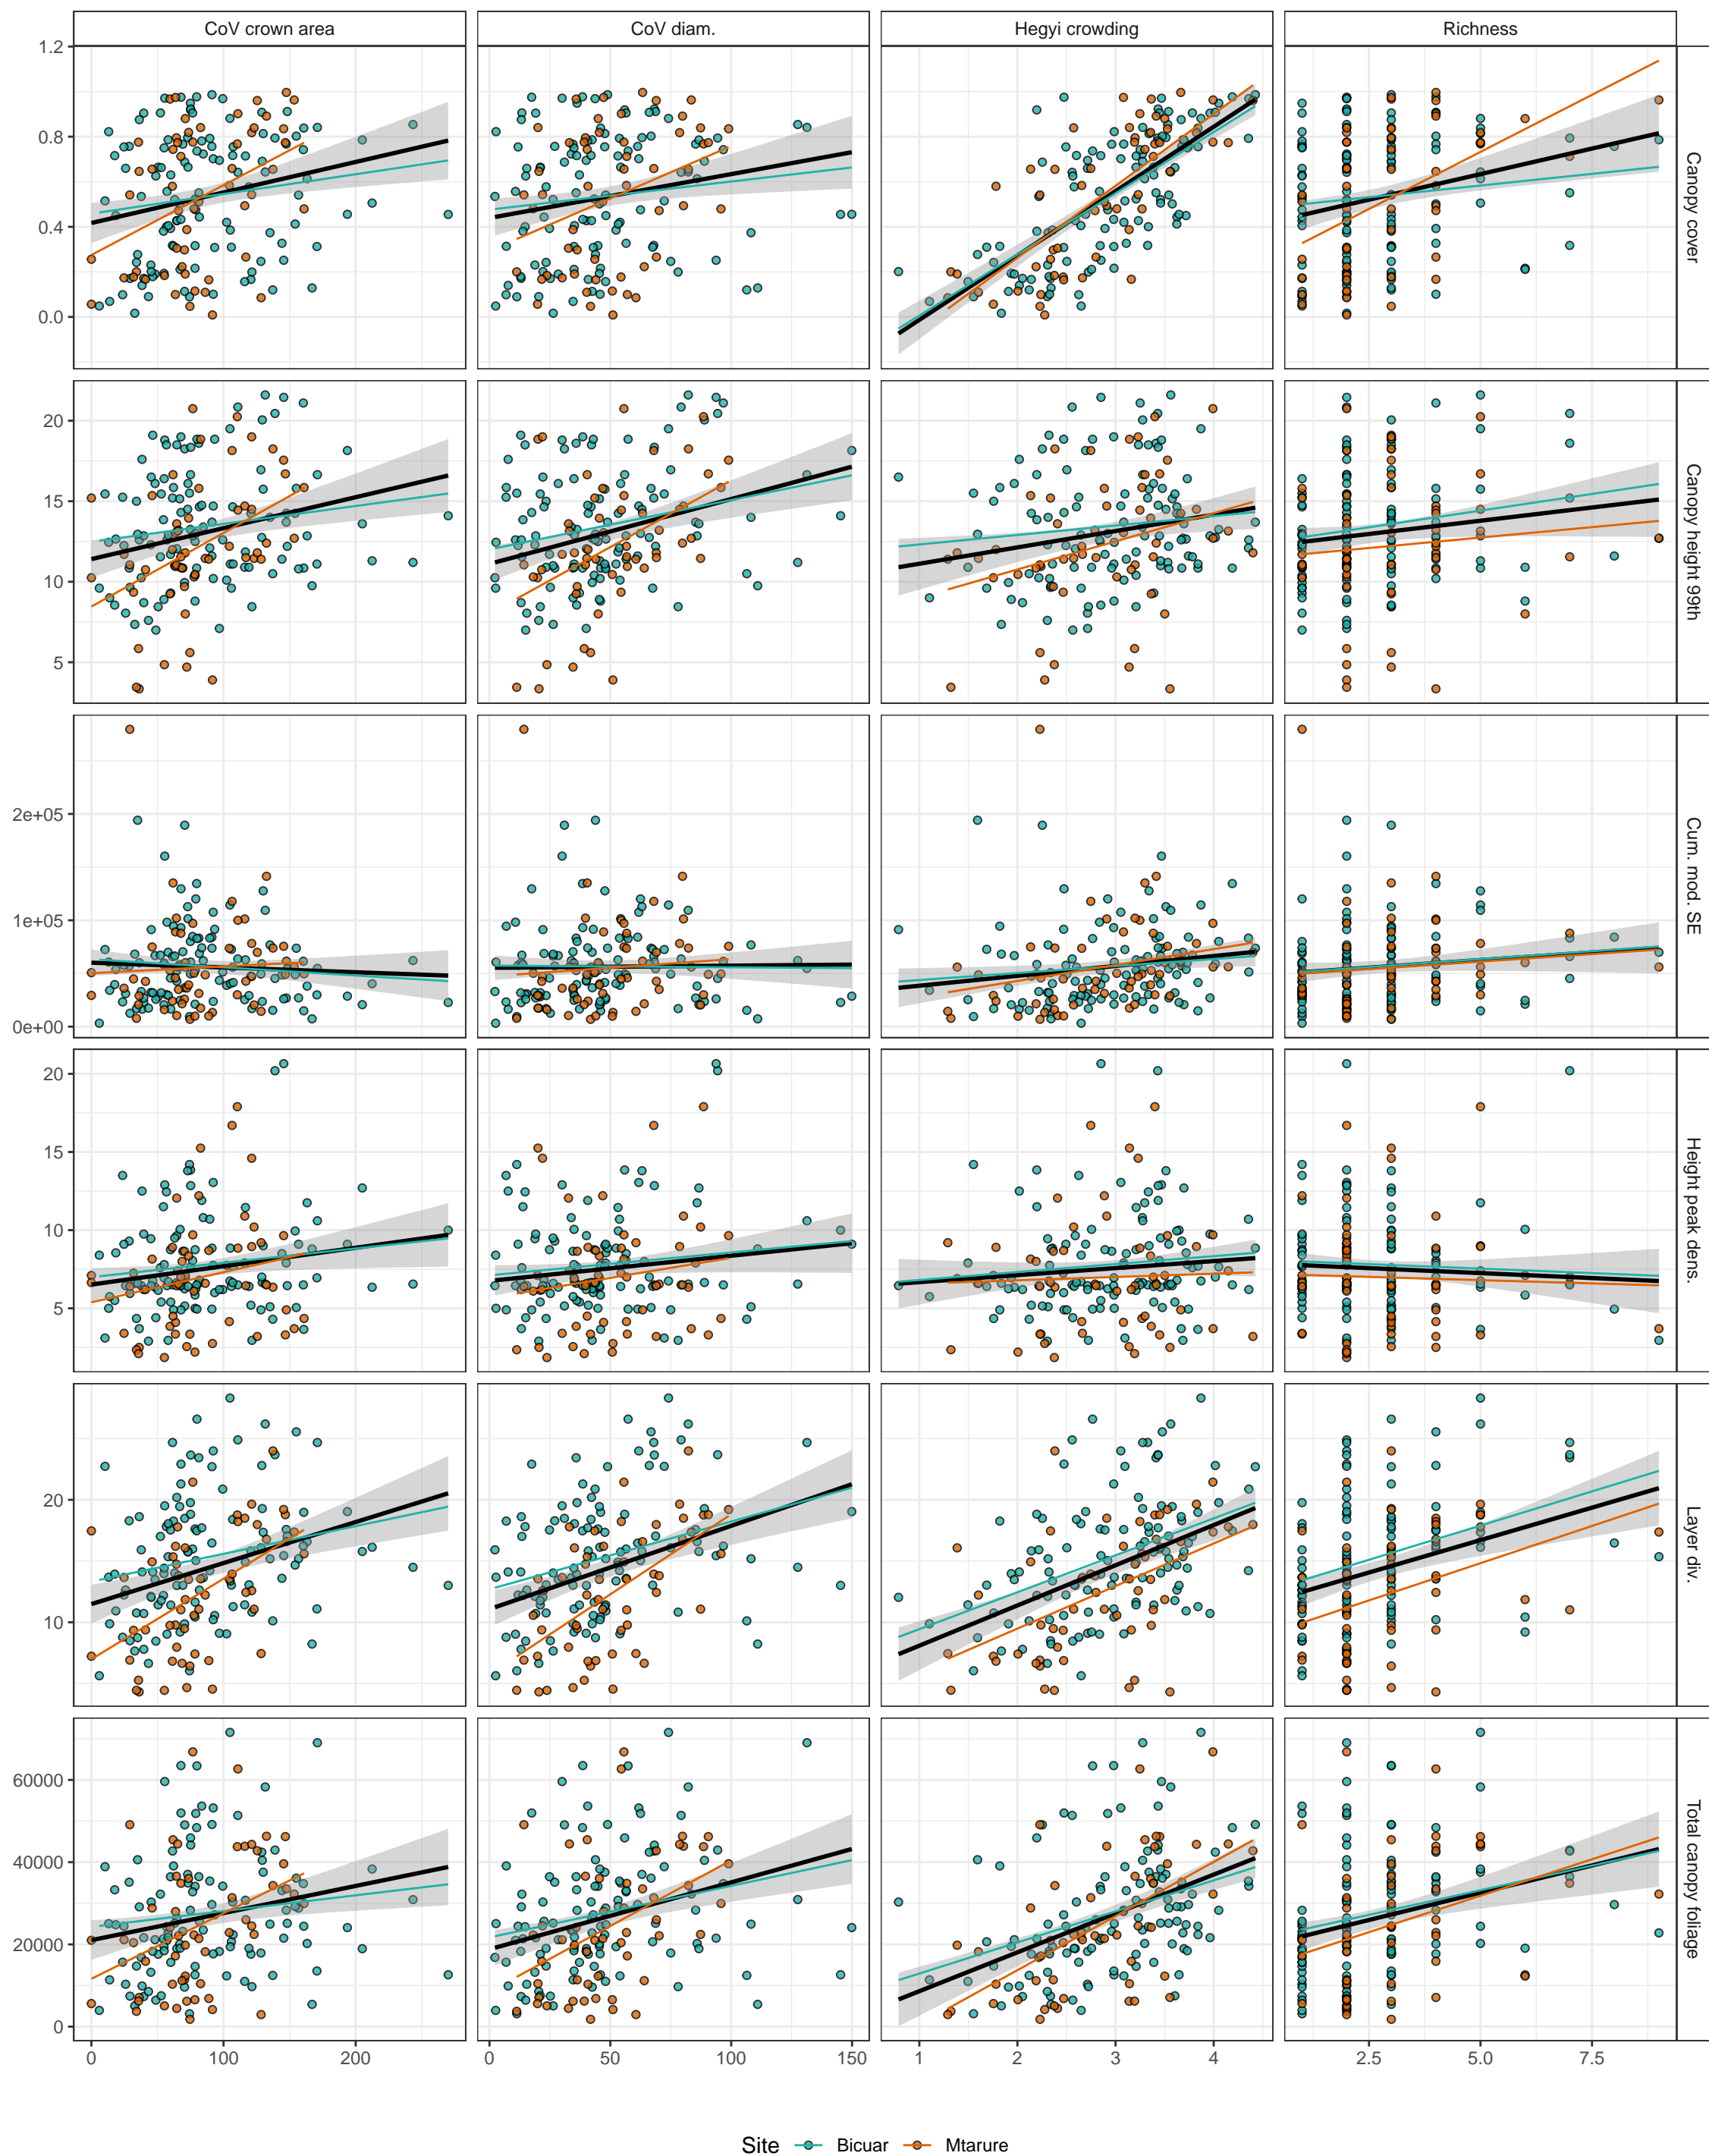 CoV crown area CoV diam. Hegyi crowding Richness
1.2
0.8
0.4
0.0
Canopy cover
20
15
10
5
Canopy height 99th
2e+05
1e+05
0e+00
Cum. mod. SE
20
15
10
5
Height peak dens.
20
10
Layer div.
60000
40000
20000
0
Total canopy foliage
0 100 200 0 50 100 150 1 2 3 4 2.5 5.0 7.5
Site Bicuar Mtarure